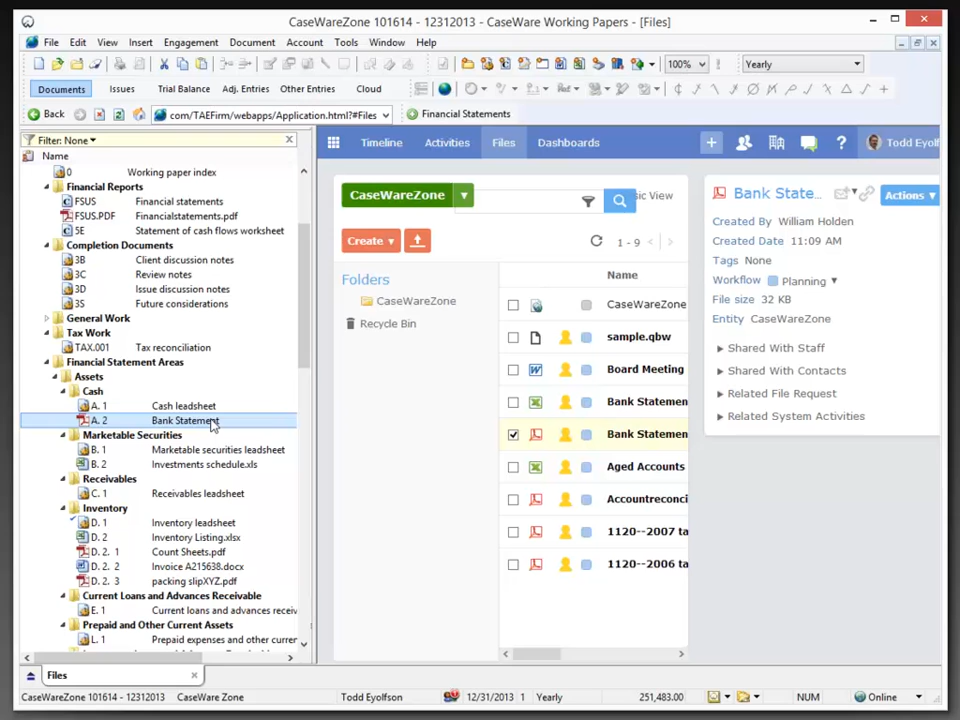 CaseWareZone 101614 - 12312013 - CaseWare Working Papers - [Files]
File Edit View Insert Engagement Document Account Tools Window Help
100% Yearly
Documents Issues Trial Balance Adj. Entries Other Entries Cloud
Back com/TAEFirm/webapps/Application.html?#Files Financial Statements
Filter: None
Name
0 Working paper index
Financial Reports
FSUS Financial statements
FSUS.PDF Financialstatements.pdf
5E Statement of cash flows worksheet
Completion Documents
3B Client discussion notes
3C Review notes
3D Issue discussion notes
3S Future considerations
General Work
Tax Work
TAX.001 Tax reconciliation
Financial Statement Areas
Assets
Cash
A. 1 Cash leadsheet
A. 2 Bank Statement
Marketable Securities
B. 1 Marketable securities leadsheet
B. 2 Investments schedule.xls
Receivables
C. 1 Receivables leadsheet
Inventory
D. 1 Inventory leadsheet
D. 2 Inventory Listing.xlsx
D. 2. 1 Count Sheets.pdf
D. 2. 2 Invoice A215638.docx
D. 2. 3 packing slipXYZ.pdf
Current Loans and Advances Receivable
E. 1 Current loans and advances receiv
Prepaid and Other Current Assets
L. 1 Prepaid expenses and other curren
Timeline Activities Files Dashboards + ? Todd Eyolfson
CaseWareZone sic View
Create 1 - 9
Folders
CaseWareZone
Recycle Bin
Name
CaseWareZone
sample.qbw
Board Meeting
Bank Statemen
Bank Statemen
Aged Accounts
Accountreconci
1120--2007 ta
1120--2006 ta
Bank State... Actions
Created By William Holden
Created Date 11:09 AM
Tags None
Workflow Planning
File size 32 KB
Entity CaseWareZone
Shared With Staff
Shared With Contacts
Related File Request
Related System Activities
Files
CaseWareZone 101614 - 12312013 CaseWare Zone Todd Eyolfson 12/31/2013 1 Yearly 251,483.00 NUM Online